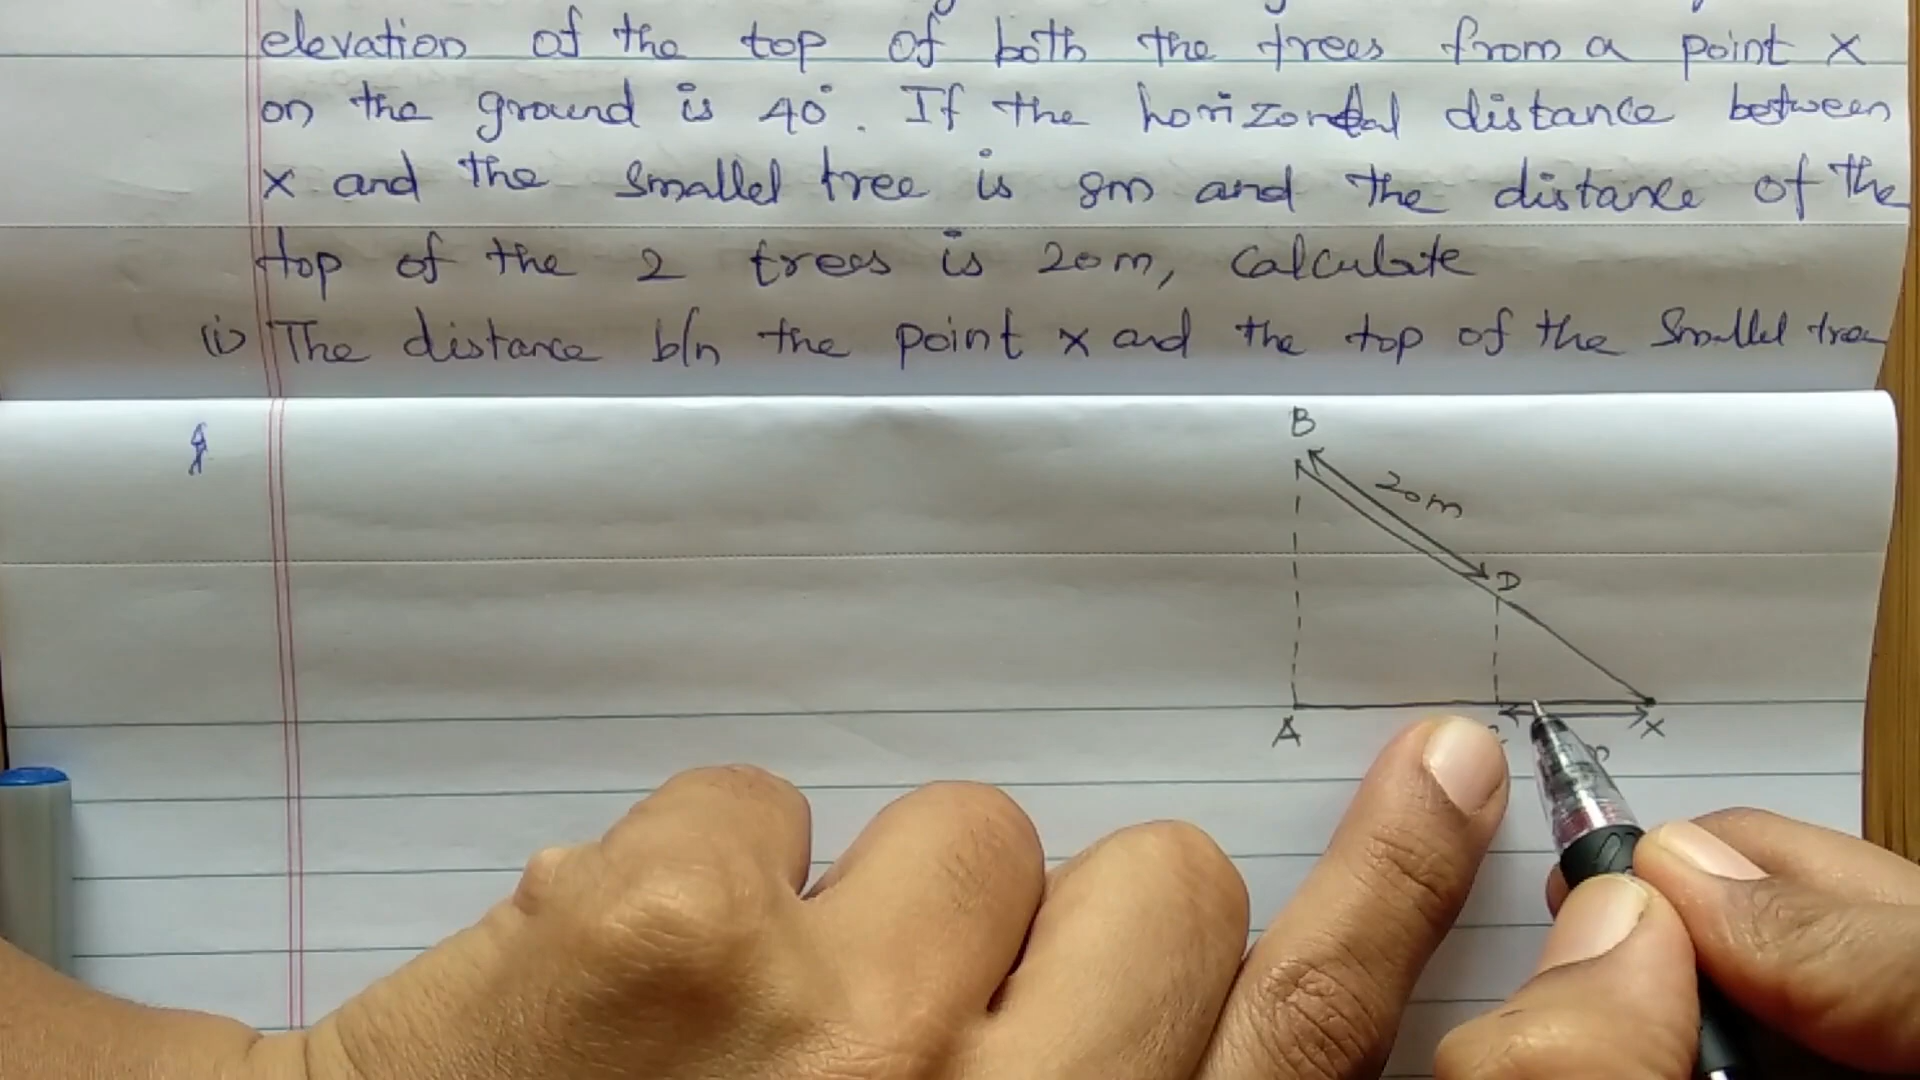 elevation of the top of both the trees from a point x
on the ground is 40°. If the horizontal distance between
x and the smaller tree is 8m and the distance of the
top of the 2 trees is 20m, calculate
(i) The distance b/n the point x and the top of the smaller tree
B
20m
D
A
X